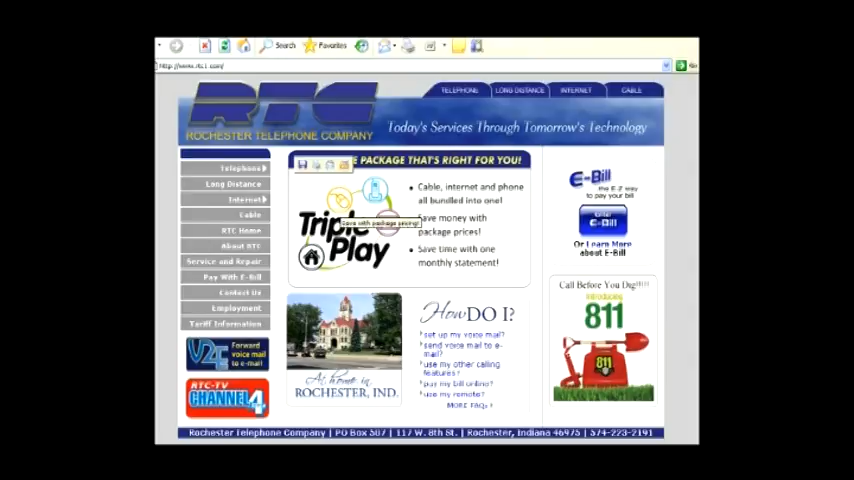 Search
Favorites
http://www.rtc1.com/
RTC
ROCHESTER TELEPHONE COMPANY
TELEPHONE
LONG DISTANCE
INTERNET
CABLE
Today's Services Through Tomorrow's Technology
Telephone
Long Distance
Internet
Cable
RTC Home
About RTC
Service and Repair
Pay With E-Bill
Contact Us
Employment
Tariff Information
V2E
Forward
voice mail
to e-mail
RTC-TV
CHANNEL 4
E PACKAGE THAT'S RIGHT FOR YOU!
Triple
Play
Save with package pricing!
Cable, internet and phone
all bundled into one!
Save money with
package prices!
Save time with one
monthly statement!
At home in
ROCHESTER, IND.
How DO I?
set up my voice mail?
send voice mail to e-
mail?
use my other calling
features?
pay my bill online?
use my remote?
MORE FAQs
E-Bill
the E-Z way
to pay your bill
Enter
E-Bill
Or Learn More
about E-Bill
Call Before You Dig!!!!
introducing
811
811
Rochester Telephone Company | PO Box 507 | 117 W. 8th St. | Rochester, Indiana 46975 | 574-223-2191